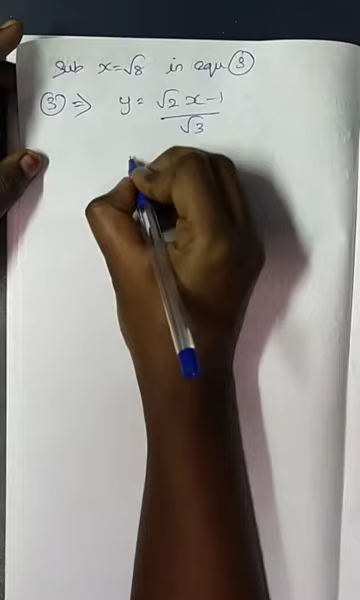 Sub x=√8 in equ ③
③ ⇒ y = √2 x-1 / √3